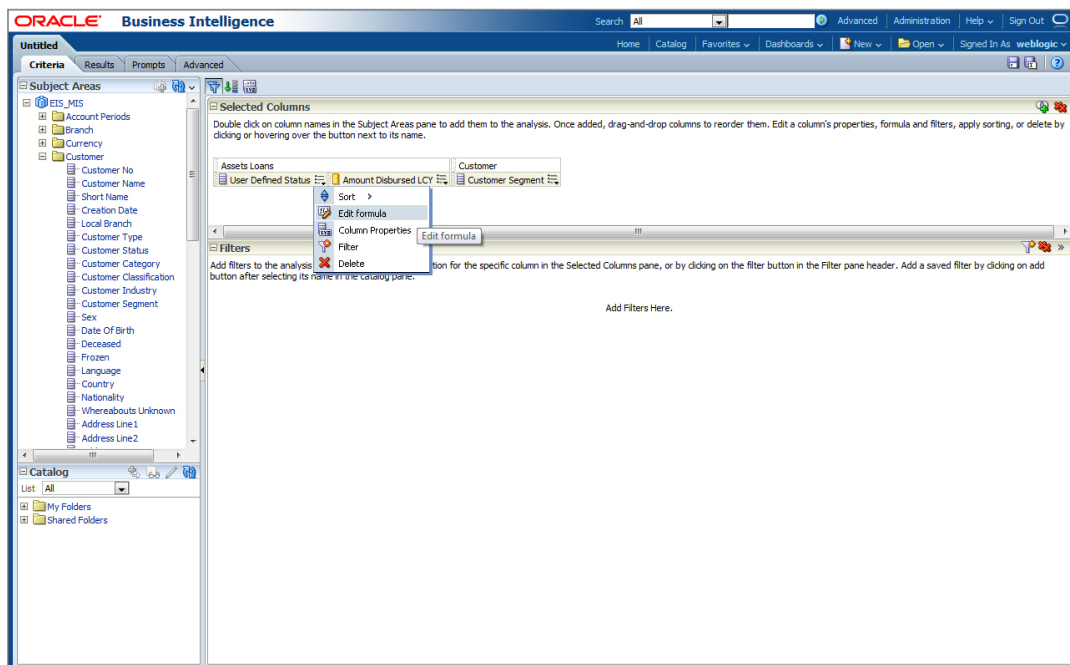 ORACLE Business Intelligence Search All Advanced Administration Help Sign Out
Untitled Home Catalog Favorites Dashboards New Open Signed In As weblogic
Criteria Results Prompts Advanced
Subject Areas
EIS_MIS
Account Periods
Branch
Currency
Customer
Customer No
Customer Name
Short Name
Creation Date
Local Branch
Customer Type
Customer Status
Customer Category
Customer Classification
Customer Industry
Customer Segment
Sex
Date Of Birth
Deceased
Frozen
Language
Country
Nationality
Whereabouts Unknown
Address Line1
Address Line2
Catalog
List All
My Folders
Shared Folders
Selected Columns
Double click on column names in the Subject Areas pane to add them to the analysis. Once added, drag-and-drop columns to reorder them. Edit a column's properties, formula and filters, apply sorting, or delete by
clicking or hovering over the button next to its name.
Assets Loans Customer
User Defined Status Amount Disbursed LCY Customer Segment
Sort
Edit formula
Column Properties
Filter
Delete
Edit formula
Filters
Add filters to the analysis tion for the specific column in the Selected Columns pane, or by clicking on the filter button in the Filter pane header. Add a saved filter by clicking on add
button after selecting its name in the catalog pane.
Add Filters Here.